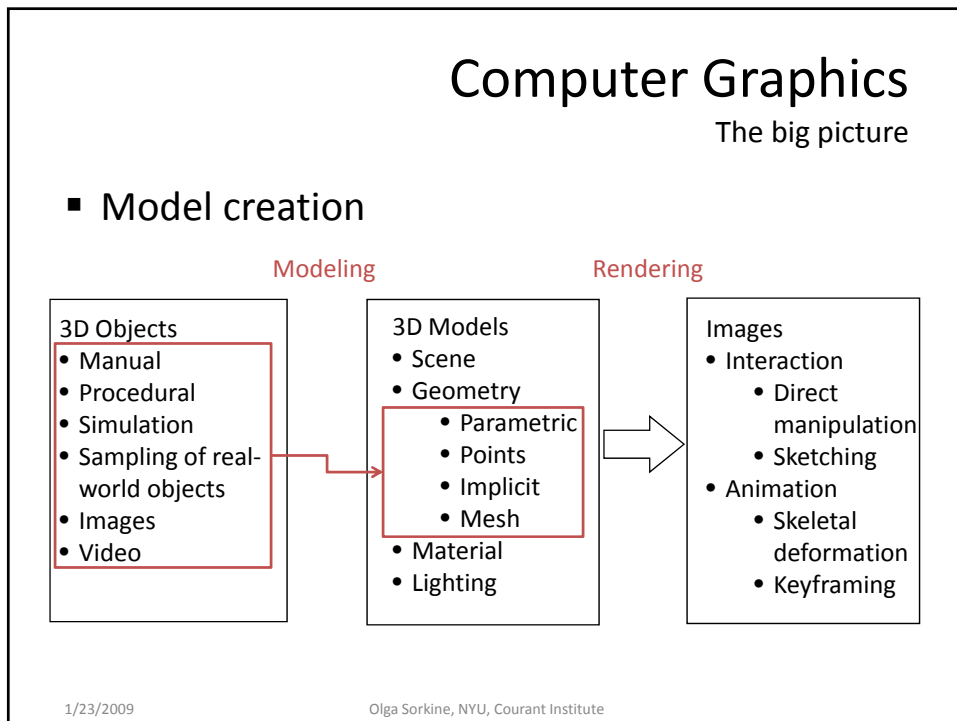 Computer Graphics
The big picture
▪ Model creation
Modeling
Rendering
3D Objects
• Manual
• Procedural
• Simulation
• Sampling of real-
world objects
• Images
• Video
3D Models
• Scene
• Geometry
• Parametric
• Points
• Implicit
• Mesh
• Material
• Lighting
Images
• Interaction
• Direct
manipulation
• Sketching
• Animation
• Skeletal
deformation
• Keyframing
1/23/2009
Olga Sorkine, NYU, Courant Institute